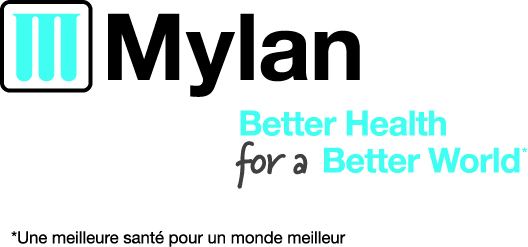 Mylan
Better Health
for a Better World*
*Une meilleure santé pour un monde meilleur